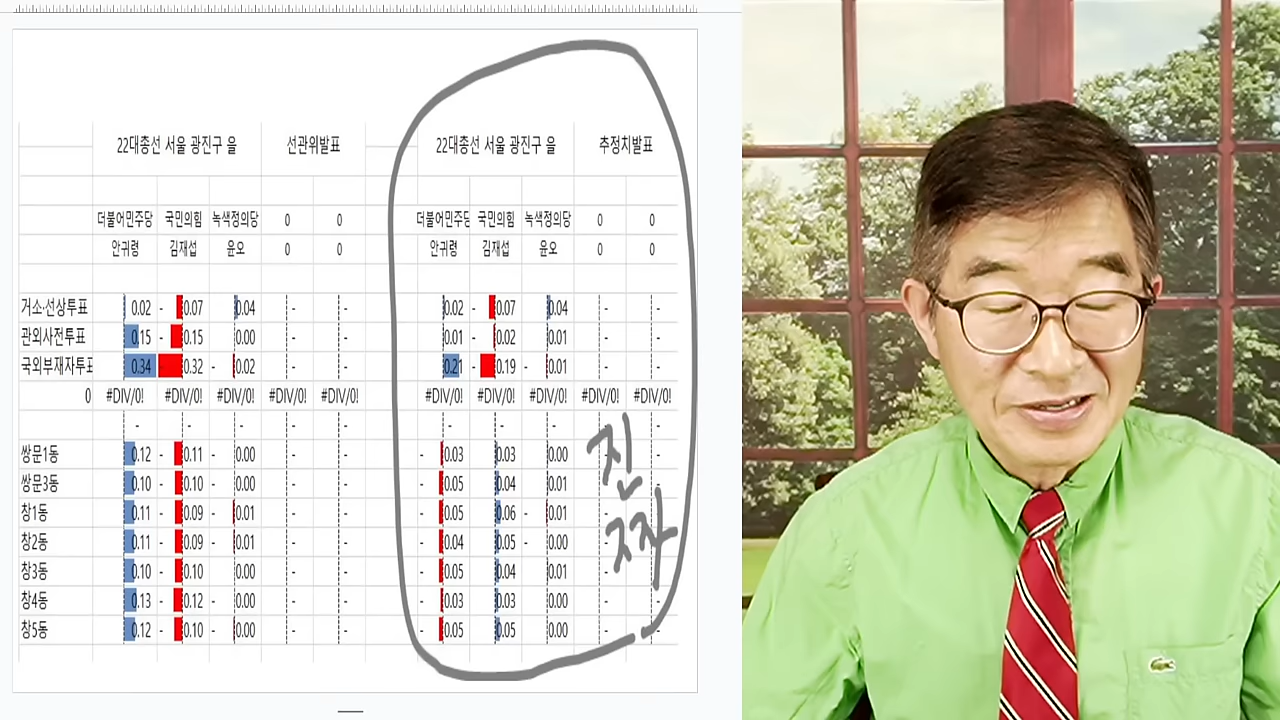 22대총선 서울 광진구 을 선관위발표 22대총선 서울 광진구 을 추정치발표
더불어민주당 국민의힘 녹색정의당 0 0 더불어민주당 국민의힘 녹색정의당 0 0
안귀령 김재섭 윤오 0 0 안귀령 김재섭 윤오 0 0
거소·선상투표 0.02 - 0.07 0.04 - - 0.02 - 0.07 0.04 - -
관외사전투표 0.15 - 0.15 0.00 - - 0.01 - 0.02 0.01 - -
국외부재자투표 0.34 - 0.32 - 0.02 - - 0.21 - 0.19 - 0.01 - -
0 #DIV/0! #DIV/0! #DIV/0! #DIV/0! #DIV/0! #DIV/0! #DIV/0! #DIV/0! #DIV/0! #DIV/0!
- - - - - - - - - -
쌍문1동 0.12 - 0.11 - 0.00 - - - 0.03 0.03 0.00 - -
쌍문3동 0.10 - 0.10 - 0.00 - - - 0.05 0.04 0.01 - -
창1동 0.11 - 0.09 - 0.01 - - - 0.05 0.06 - 0.01 - -
창2동 0.11 - 0.09 - 0.01 - - - 0.04 0.05 - 0.00 - -
창3동 0.10 - 0.10 0.00 - - - 0.05 0.04 0.01 - -
창4동 0.13 - 0.12 - 0.00 - - - 0.03 0.03 0.00 - -
창5동 0.12 - 0.10 - 0.00 - - - 0.05 0.05 0.00 - -
진
짜